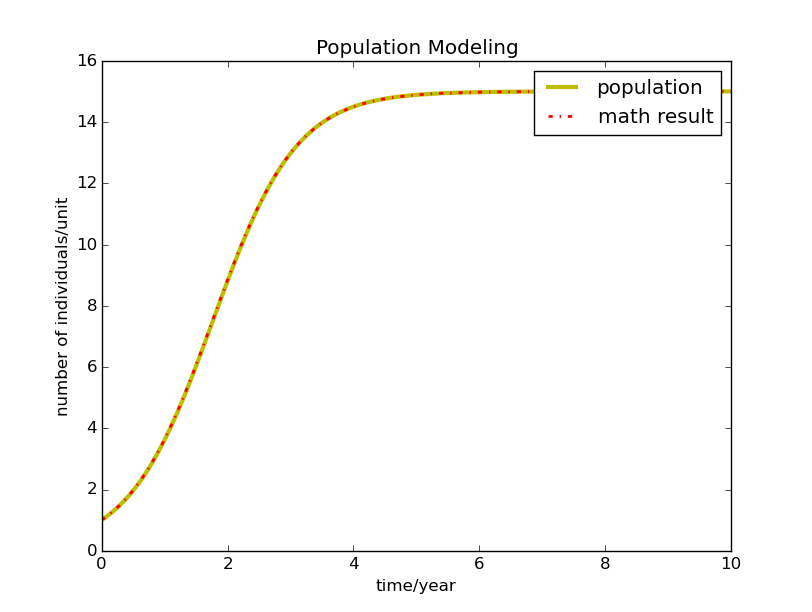 Population Modeling
16
14
12
10
8
6
4
2
0
number of individuals/unit
population
math result
0 2 4 6 8 10
time/year